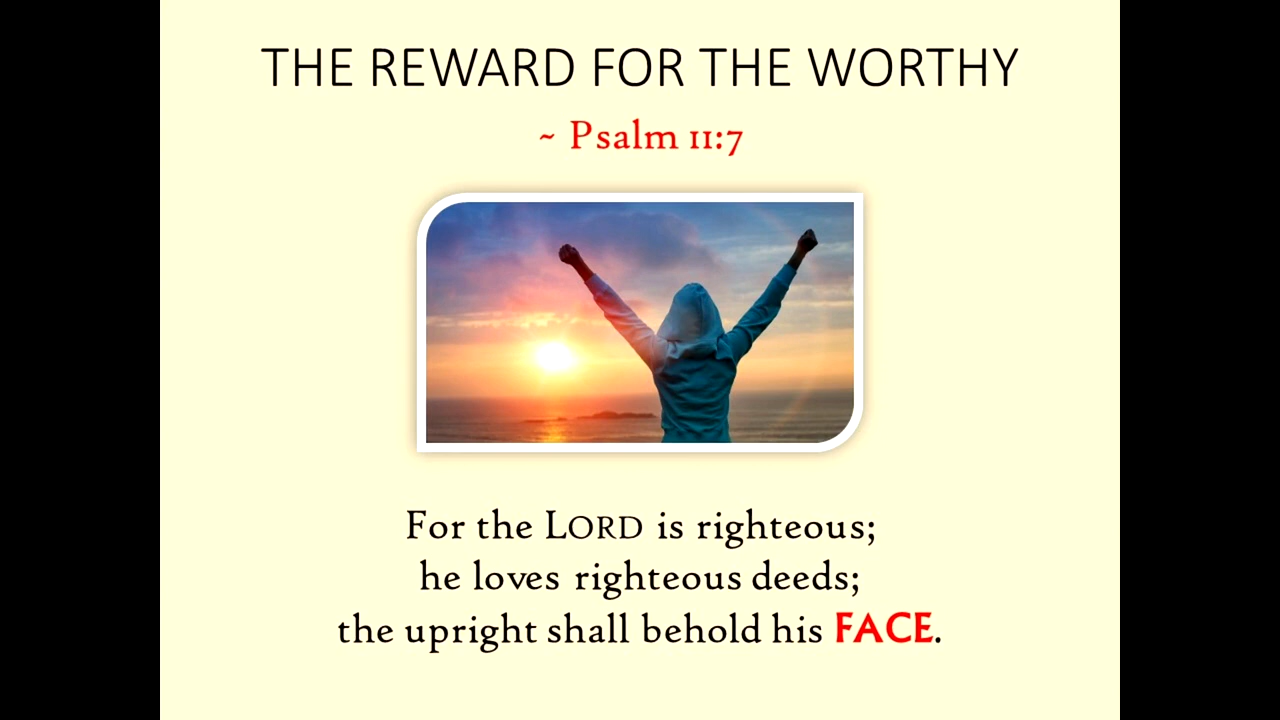 THE REWARD FOR THE WORTHY
~ Psalm 11:7
For the LORD is righteous;
he loves righteous deeds;
the upright shall behold his FACE.